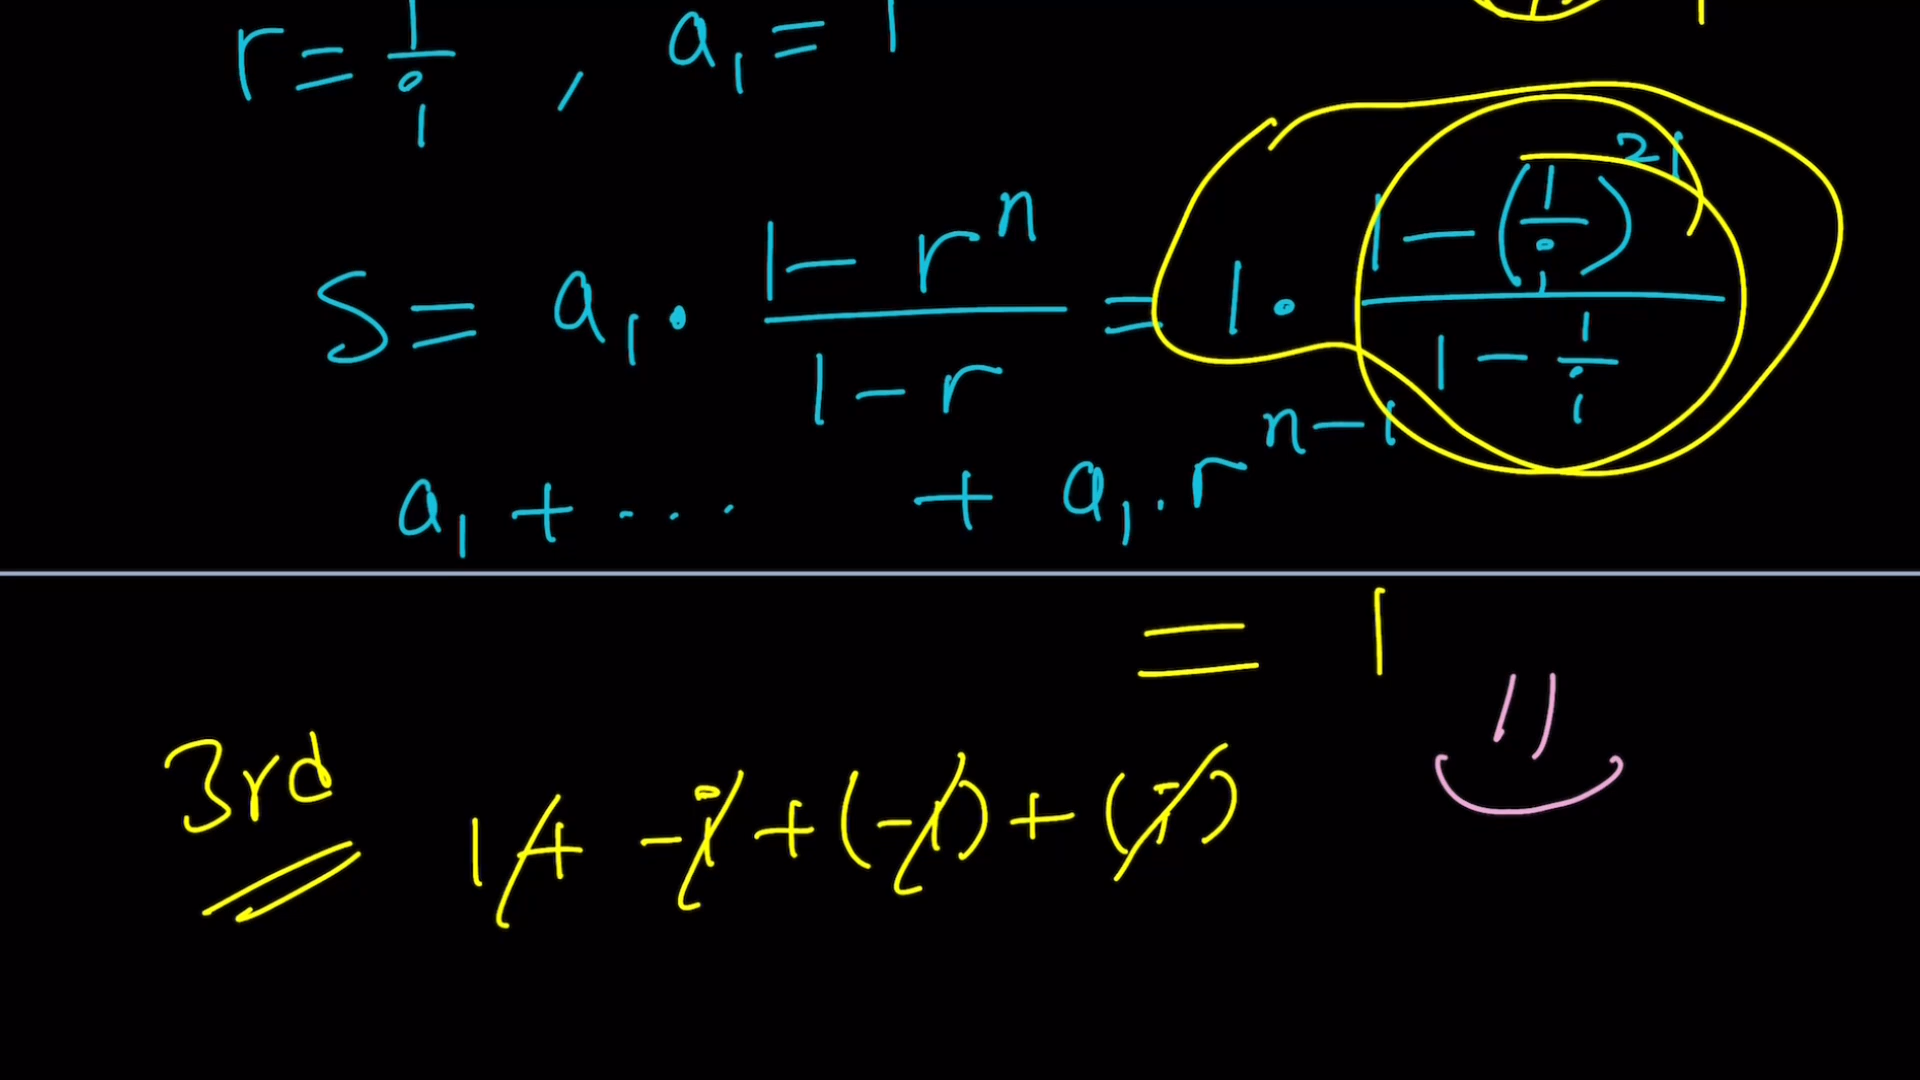 r = 1/i , a₁ = 1
S = a₁ · (1 - rⁿ)/(1 - r) = 1 · (1 - (1/i)²¹)/(1 - 1/i)
a₁ + ... + a₁ . rⁿ⁻¹
= 1
3rd 1 + - i + (-1) + (i)